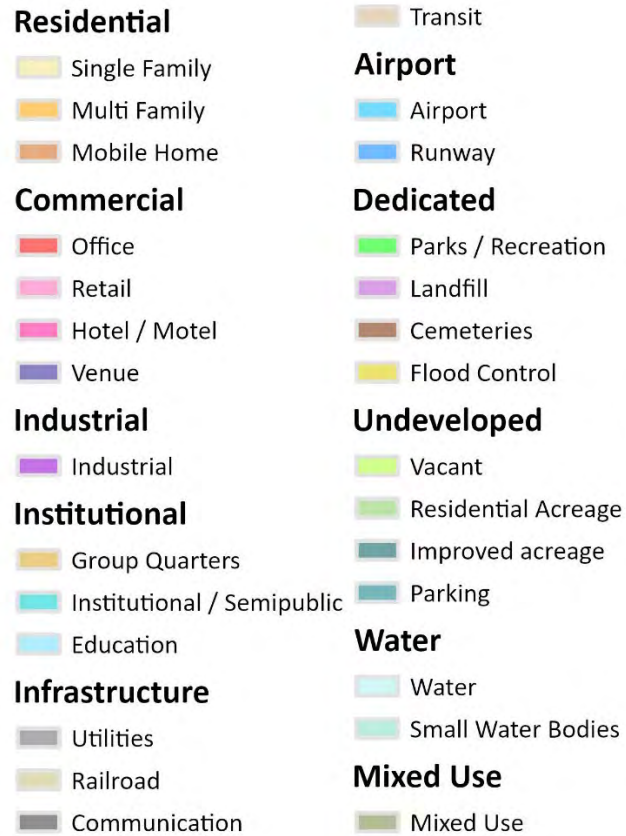 Residential
Single Family
Multi Family
Mobile Home
Commercial
Office
Retail
Hotel / Motel
Venue
Industrial
Industrial
Institutional
Group Quarters
Institutional / Semipublic
Education
Infrastructure
Utilities
Railroad
Communication
Transit
Airport
Airport
Runway
Dedicated
Parks / Recreation
Landfill
Cemeteries
Flood Control
Undeveloped
Vacant
Residential Acreage
Improved acreage
Parking
Water
Water
Small Water Bodies
Mixed Use
Mixed Use